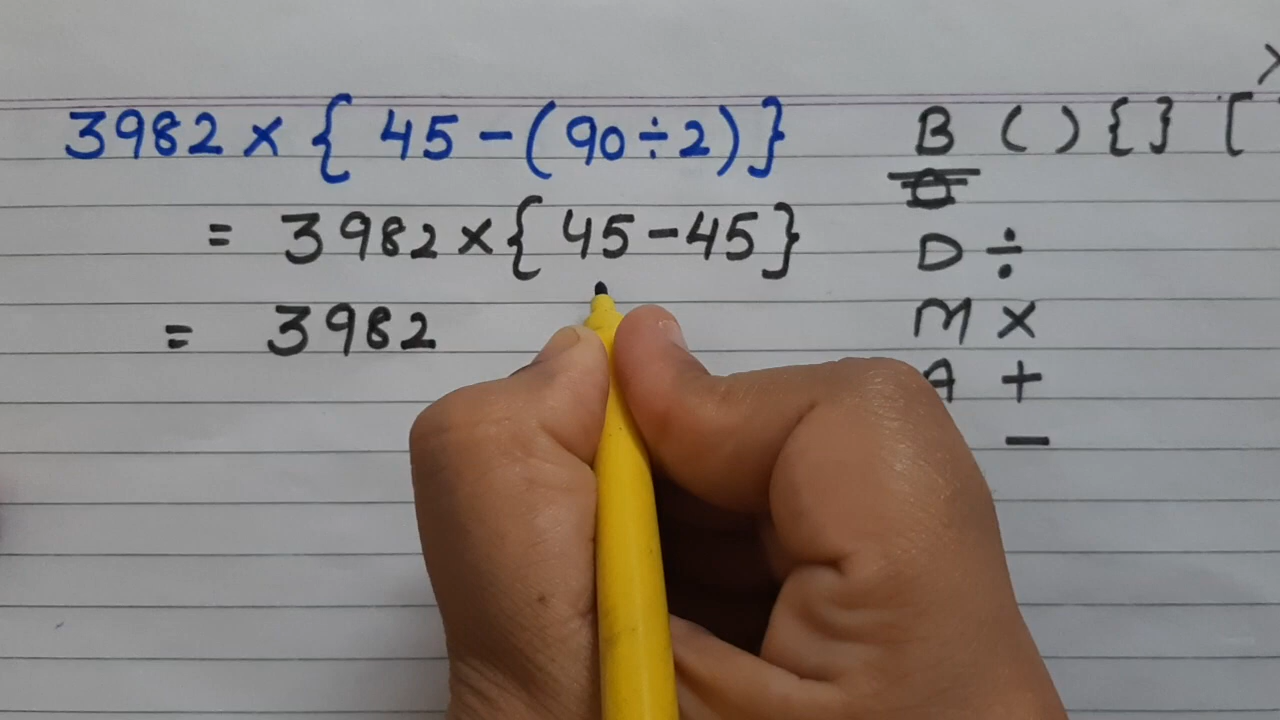 3982 × { 45 - (90 ÷ 2) }
= 3982 × { 45 - 45 }
= 3982
B ( ) { } [
O
D ÷
M ×
A +
-